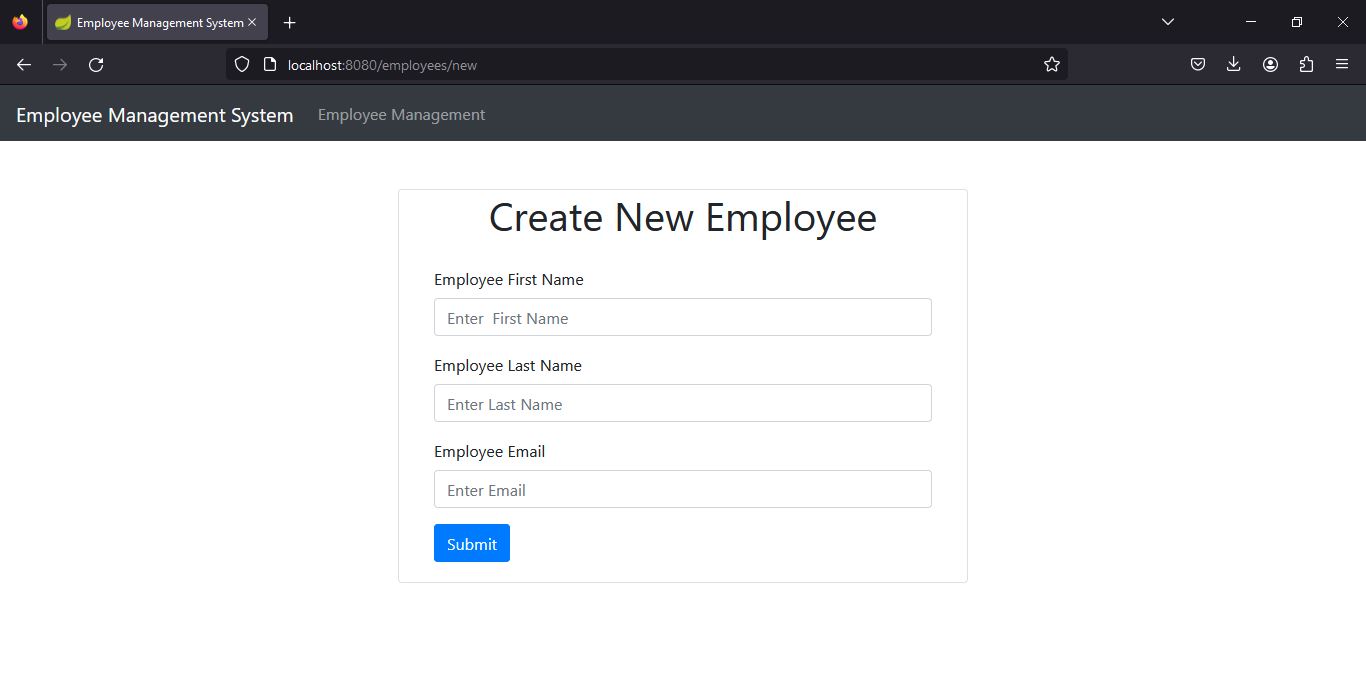 Employee Management System
localhost:8080/employees/new
Employee Management System Employee Management
Create New Employee
Employee First Name
Enter  First Name
Employee Last Name
Enter Last Name
Employee Email
Enter Email
Submit